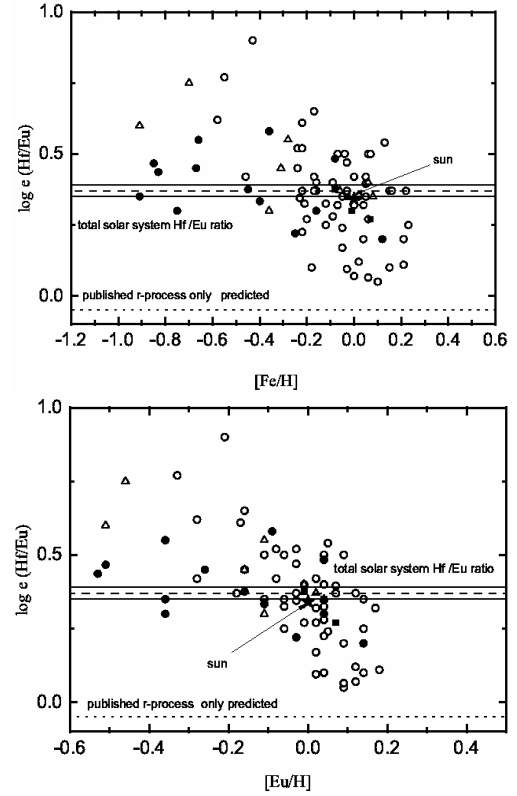 1.0
0.5
0.0
log e (Hf/Eu)
sun
total solar system Hf /Eu ratio
published r-process only predicted
-1.2 -1.0 -0.8 -0.6 -0.4 -0.2 0.0 0.2 0.4 0.6
[Fe/H]
1.0
0.5
0.0
log e (Hf/Eu)
total solar system Hf /Eu ratio
sun
published r-process only predicted
-0.6 -0.4 -0.2 0.0 0.2 0.4
[Eu/H]